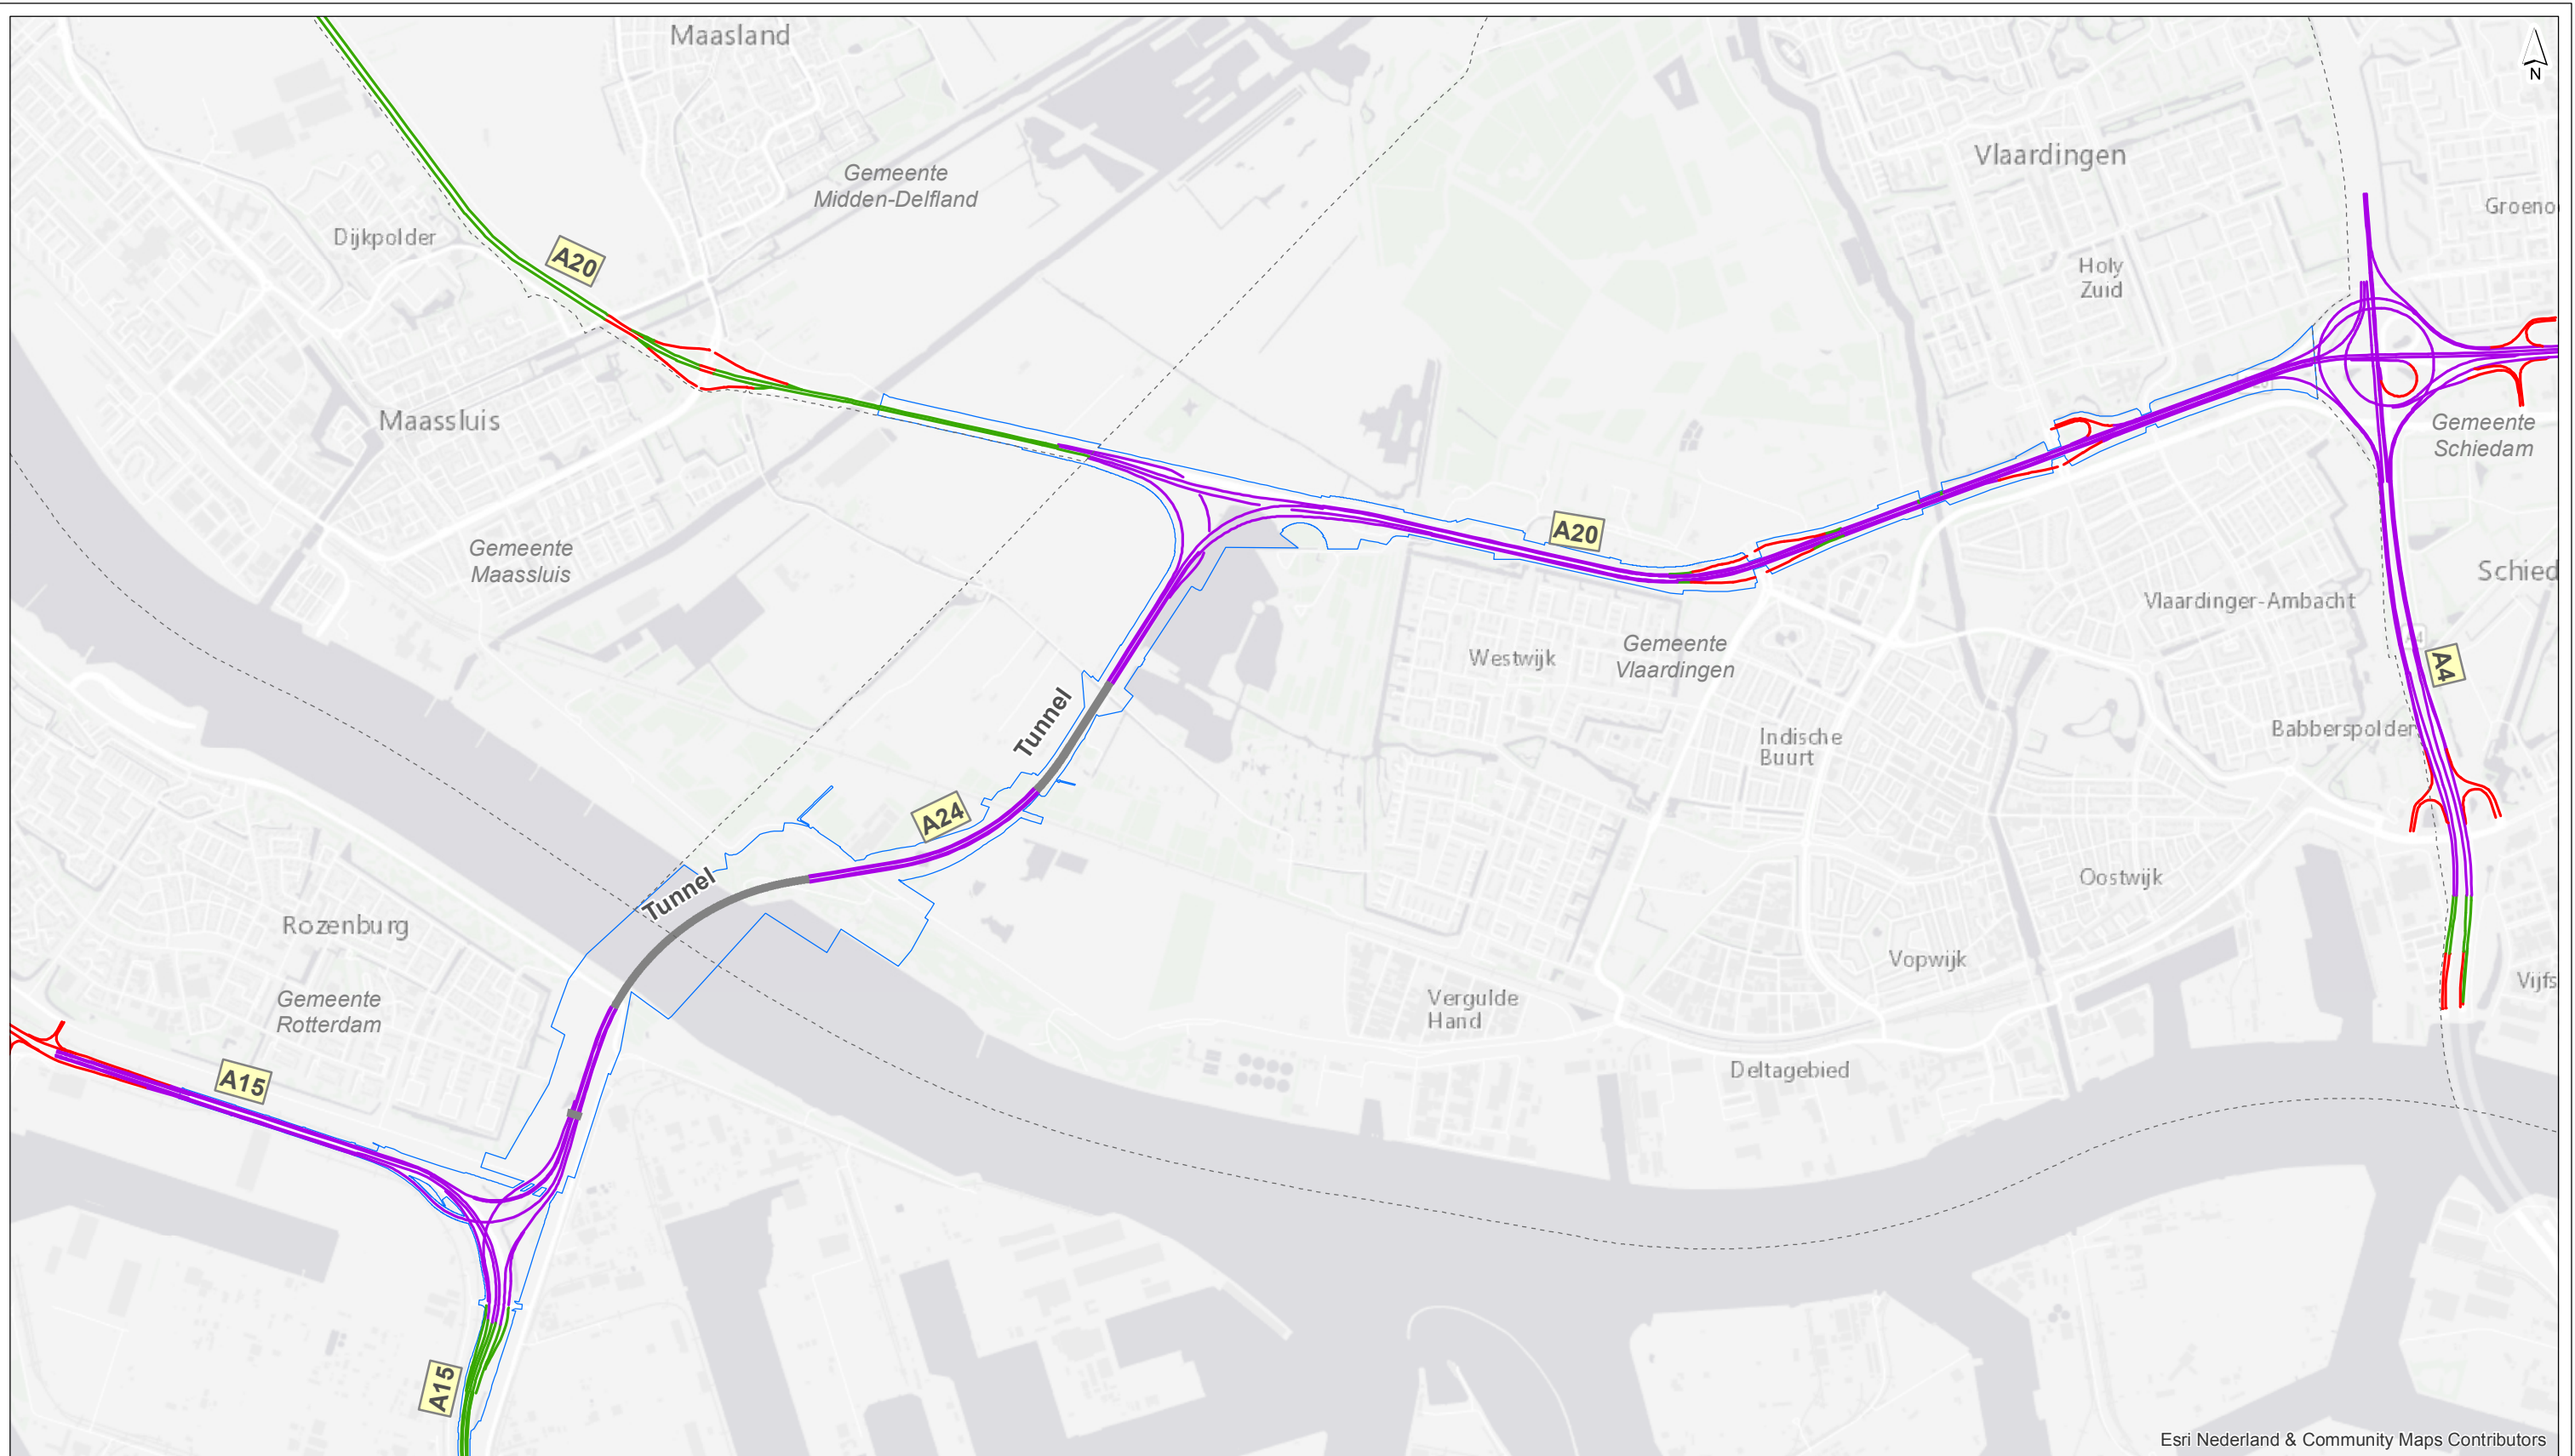 Maasland
N
Vlaardingen
Gemeente
Midden-Delfland
Groeno
Dijkpolder
A20
Holy
Zuid
Maassluis
Gemeente
Schiedam
A20
Gemeente
Maassluis
Schied
Vlaardinger-Ambacht
Westwijk
Gemeente
Vlaardingen
A4
Tunnel
Indische
Buurt
Babberspolder
A24
Tunnel
Oostwijk
Rozenburg
Vopwijk
Vijfs
Gemeente
Rotterdam
Vergulde
Hand
A15
Deltagebied
A15
Esri Nederland & Community Maps Contributors